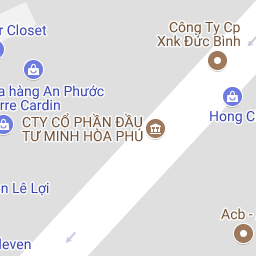 r Closet
Công Ty Cp
Xnk Đức Bình
a hàng An Phước
rre Cardin
Hong C
CTY CỔ PHẦN ĐẦU
TƯ MINH HÒA PHÚ
n Lê Lợi
Acb -
leven